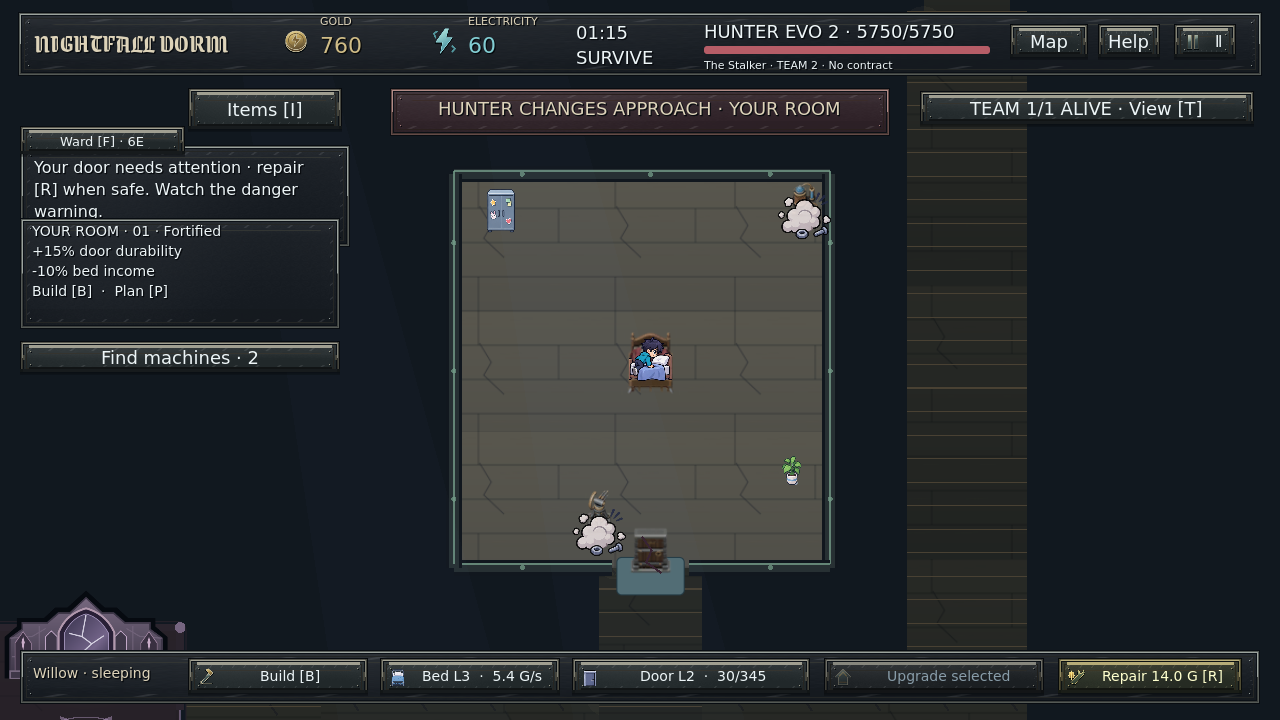 NIGHTFALL DORM
GOLD
760
ELECTRICITY
60
01:15
SURVIVE
HUNTER EVO 2 · 5750/5750
The Stalker · TEAM 2 · No contract
Map
Help
II
Items [I]
HUNTER CHANGES APPROACH · YOUR ROOM
TEAM 1/1 ALIVE · View [T]
Ward [F] · 6E
Your door needs attention · repair
[R] when safe. Watch the danger
warning.
YOUR ROOM · 01 · Fortified
+15% door durability
-10% bed income
Build [B] · Plan [P]
Find machines · 2
Willow · sleeping
Build [B]
Bed L3 · 5.4 G/s
Door L2 · 30/345
Upgrade selected
Repair 14.0 G [R]